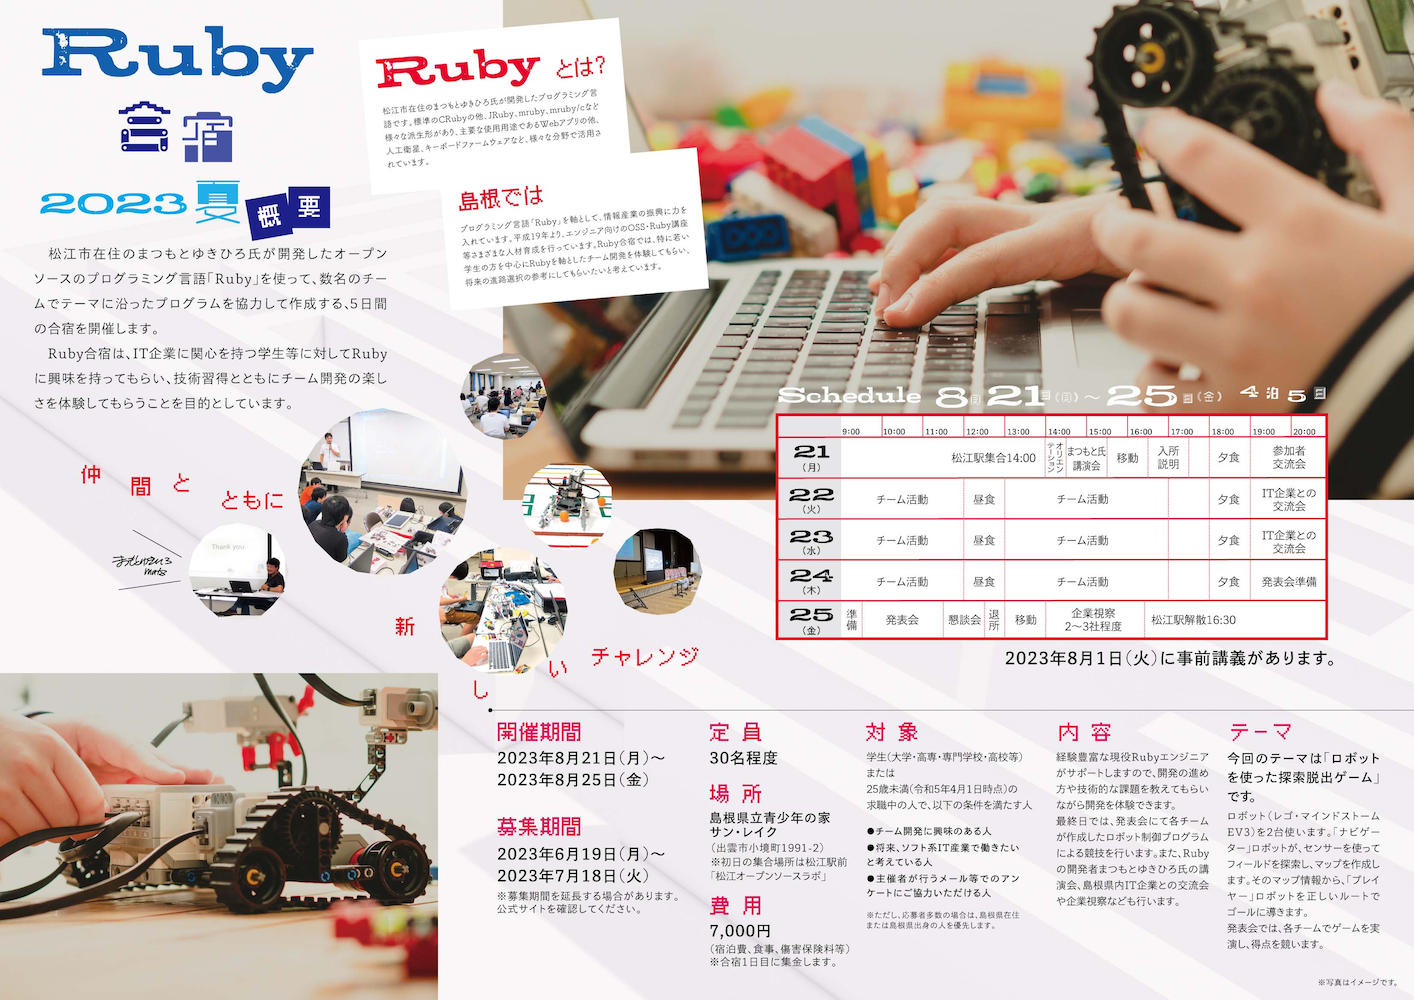 Ruby
合宿
2023 夏 概要
松江市在住のまつもとゆきひろ氏が開発したオープン
ソースのプログラミング言語「Ruby」を使って、数名のチー
ムでテーマに沿ったプログラムを協力して作成する、5日間
の合宿を開催します。
Ruby合宿は、IT企業に関心を持つ学生等に対してRuby
に興味を持ってもらい、技術習得とともにチーム開発の楽し
さを体験してもらうことを目的としています。
Ruby とは?
松江市在住のまつもとゆきひろ氏が開発したプログラミング言
語です。標準のCRubyの他、JRuby、mruby、mruby/cなど
様々な派生形があり、主要な使用用途であるWebアプリの他、
人工衛星、キーボードファームウェアなど、様々な分野で活用さ
れています。
島根では
プログラミング言語「Ruby」を軸として、情報産業の振興に力を
入れています。平成19年より、エンジニア向けのOSS・Ruby講座
等さまざまな人材育成を行っています。Ruby合宿では、特に若い
学生の方を中心にRubyを軸としたチーム開発を体験してもらい、
将来の進路選択の参考にしてもらいたいと考えています。
仲間とともに
新しいチャレンジ
Thank you
まつもとゆきひろ
matz
Schedule 8月21日(月)〜25日(金) 4泊5日
9:00 10:00 11:00 12:00 13:00 14:00 15:00 16:00 17:00 18:00 19:00 20:00
21(月) 松江駅集合14:00 オリエンテーション まつもと氏講演会 移動 入所説明 夕食 参加者交流会
22(火) チーム活動 昼食 チーム活動 夕食 IT企業との交流会
23(水) チーム活動 昼食 チーム活動 夕食 IT企業との交流会
24(木) チーム活動 昼食 チーム活動 夕食 発表会準備
25(金) 準備 発表会 懇談会 退所 移動 企業視察2〜3社程度 松江駅解散16:30
2023年8月1日(火)に事前講義があります。
開催期間
2023年8月21日(月)〜
2023年8月25日(金)
募集期間
2023年6月19日(月)〜
2023年7月18日(火)
※募集期間を延長する場合があります。
公式サイトを確認してください。
定員
30名程度
場所
島根県立青少年の家
サン・レイク
(出雲市小境町1991-2)
※初日の集合場所は松江駅前
「松江オープンソースラボ」
費用
7,000円
(宿泊費、食事、傷害保険料等)
※合宿1日目に集金します。
対象
学生(大学・高専・専門学校・高校等)
または
25歳未満(令和5年4月1日時点)の
求職中の人で、以下の条件を満たす人
●チーム開発に興味のある人
●将来、ソフト系IT産業で働きたい
と考えている人
●主催者が行うメール等でのアン
ケートにご協力いただける人
※ただし、応募者多数の場合は、島根県在住
または島根県出身の人を優先します。
内容
経験豊富な現役Rubyエンジニア
がサポートしますので、開発の進め
方や技術的な課題を教えてもらい
ながら開発を体験できます。
最終日では、発表会にて各チーム
が作成したロボット制御プログラム
による競技を行います。また、Ruby
の開発者まつもとゆきひろ氏の講
演会、島根県内IT企業との交流会
や企業視察なども行います。
テーマ
今回のテーマは「ロボット
を使った探索脱出ゲーム」
です。
ロボット(レゴ・マインドストーム
EV3)を2台使います。「ナビゲー
ター」ロボットが、センサーを使って
フィールドを探索し、マップを作成し
ます。そのマップ情報から、「プレイ
ヤー」ロボットを正しいルートで
ゴールに導きます。
発表会では、各チームでゲームを実
演し、得点を競います。
※写真はイメージです。